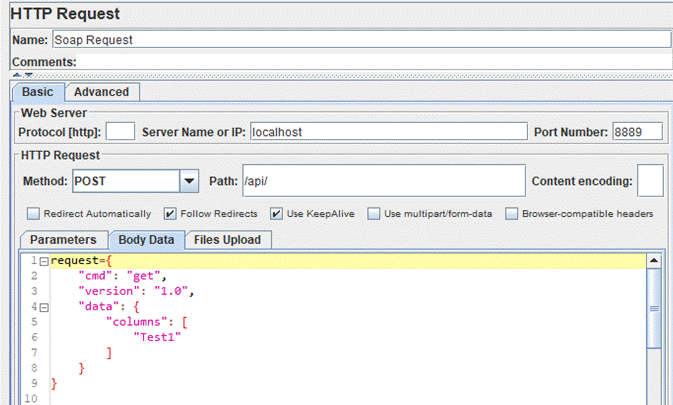 HTTP Request
Name: Soap Request
Comments:
Basic Advanced
Web Server
Protocol [http]: Server Name or IP: localhost Port Number: 8889
HTTP Request
Method: POST Path: /api/ Content encoding:
Redirect Automatically Follow Redirects Use KeepAlive Use multipart/form-data Browser-compatible headers
Parameters Body Data Files Upload
1 request={
2 "cmd": "get",
3 "version": "1.0",
4 "data": {
5 "columns": [
6 "Test1"
7 ]
8 }
9 }
10